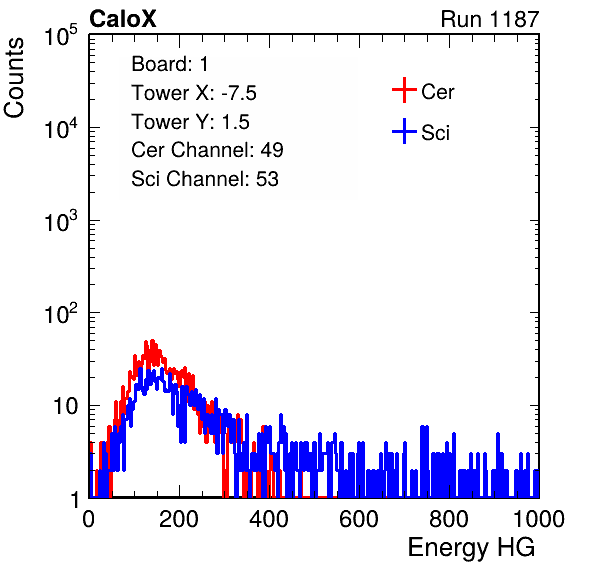 CaloX Run 1187
Counts
Board: 1
Tower X: -7.5
Tower Y: 1.5
Cer Channel: 49
Sci Channel: 53
Cer
Sci
10^5
10^4
10^3
10^2
10
1
0 200 400 600 800 1000
Energy HG